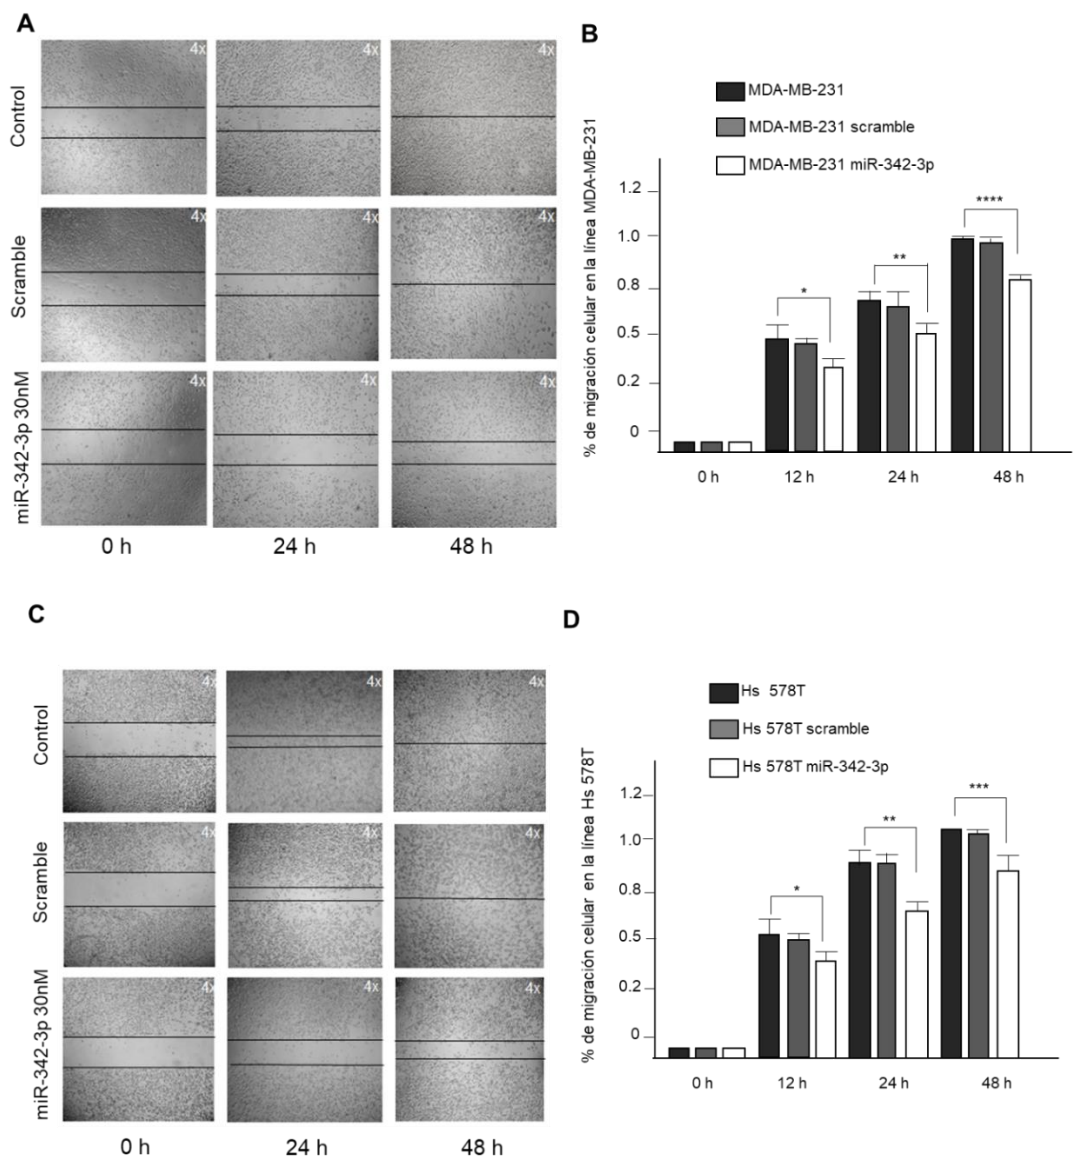 A
Control
4x
4x
4x
Scramble
4x
4x
4x
miR-342-3p 30nM
4x
4x
4x
0 h
24 h
48 h
B
MDA-MB-231
MDA-MB-231 scramble
MDA-MB-231 miR-342-3p
% de migración celular en la línea MDA-MB-231
1.2
1.0
0.8
0.5
0.2
0
*
**
****
0 h
12 h
24 h
48 h
C
Control
4x
4x
4x
Scramble
4x
4x
4x
miR-342-3p 30nM
4x
4x
4x
0 h
24 h
48 h
D
Hs 578T
Hs 578T scramble
Hs 578T miR-342-3p
% de migración celular en la línea Hs 578T
1.2
1.0
0.8
0.5
0.2
0
*
**
***
0 h
12 h
24 h
48 h